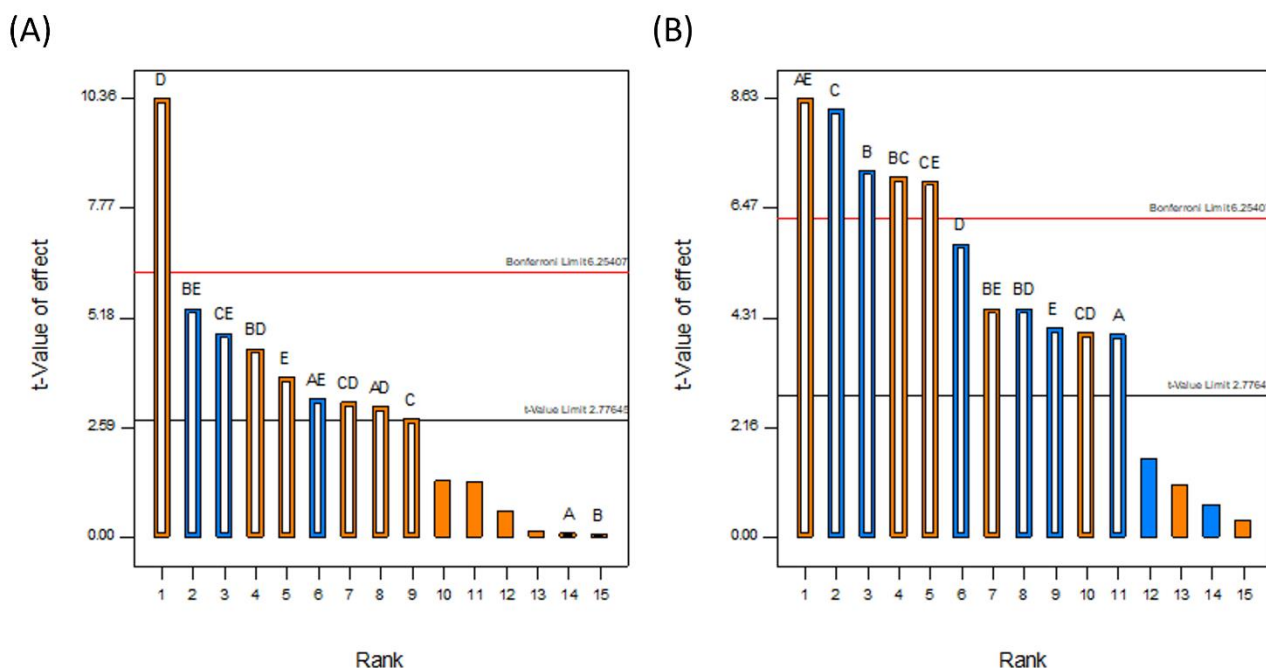 (A)
(B)
t-Value of effect
10.36
7.77
5.18
2.59
0.00
D
BE
CE
BD
E
AE
CD
AD
C
A
B
Bonferroni Limit 6.25407
t-Value Limit 2.77645
1 2 3 4 5 6 7 8 9 10 11 12 13 14 15
Rank
t-Value of effect
8.63
6.47
4.31
2.16
0.00
AE
C
B
BC
CE
D
BE
BD
E
CD
A
Bonferroni Limit 6.25407
t-Value Limit 2.7764
1 2 3 4 5 6 7 8 9 10 11 12 13 14 15
Rank